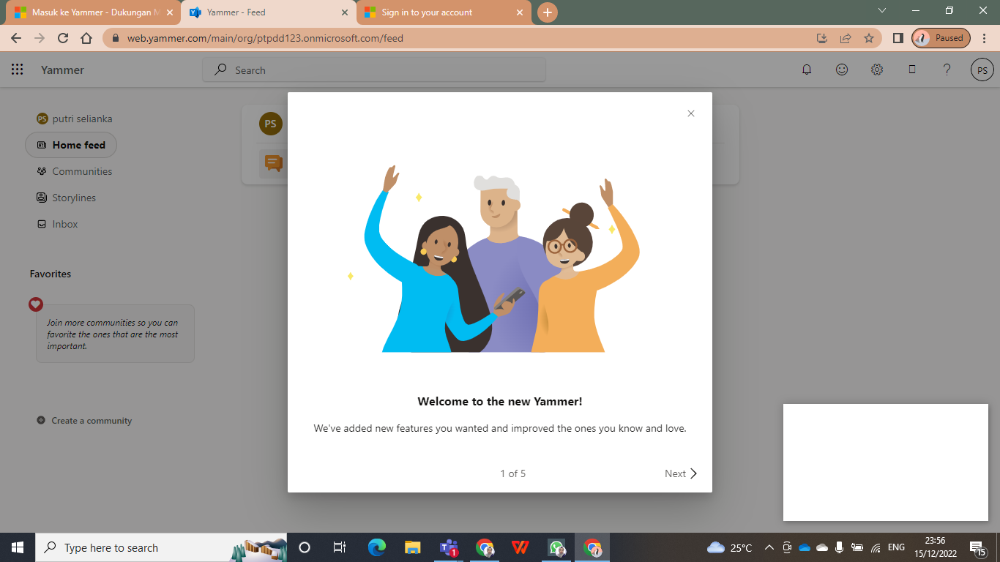 Masuk ke Yammer - Dukungan M
Yammer - Feed
Sign in to your account
web.yammer.com/main/org/ptpdd123.onmicrosoft.com/feed
Paused
Yammer
Search
PS
PS putri selianka
Home feed
Communities
Storylines
Inbox
Favorites
Join more communities so you can
favorite the ones that are the most
important.
Create a community
PS
Welcome to the new Yammer!
We've added new features you wanted and improved the ones you know and love.
1 of 5
Next
Type here to search
1
25°C
ENG
23:56
15/12/2022
15